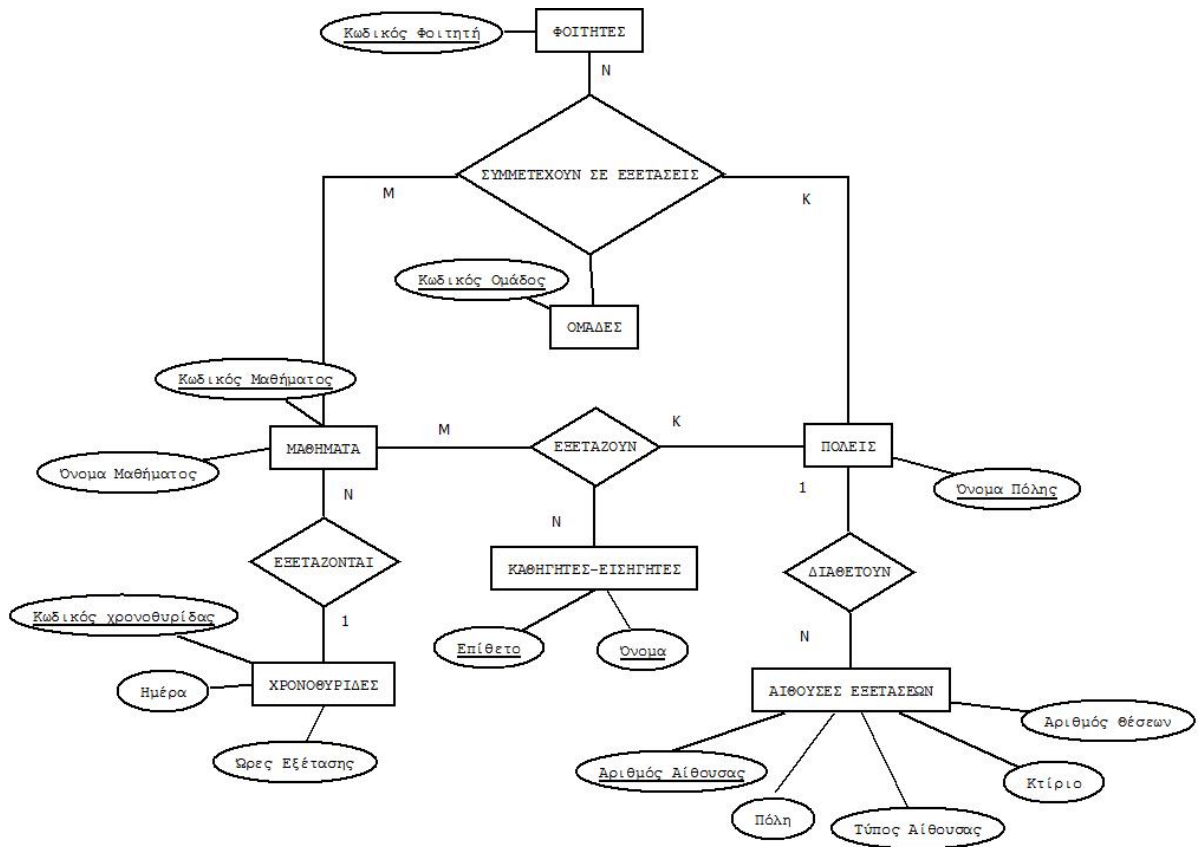 Κωδικός Φοιτητή
ΦΟΙΤΗΤΕΣ
N
ΣΥΜΜΕΤΕΧΟΥΝ ΣΕ ΕΞΕΤΑΣΕΙΣ
M
K
Κωδικός Ομάδος
ΟΜΑΔΕΣ
Κωδικός Μαθήματος
ΜΑΘΗΜΑΤΑ
M
ΕΞΕΤΑΖΟΥΝ
K
ΠΟΛΕΙΣ
Όνομα Μαθήματος
N
1
Όνομα Πόλης
N
ΕΞΕΤΑΖΟΝΤΑΙ
ΚΑΘΗΓΗΤΕΣ-ΕΙΣΗΓΗΤΕΣ
ΔΙΑΘΕΤΟΥΝ
Κωδικός χρονοθυρίδας
1
N
Επίθετο
Όνομα
Ημέρα
ΧΡΟΝΟΘΥΡΙΔΕΣ
ΑΙΘΟΥΣΕΣ ΕΞΕΤΑΣΕΩΝ
Αριθμός Θέσεων
Ώρες Εξέτασης
Αριθμός Αίθουσας
Κτίριο
Πόλη
Τύπος Αίθουσας